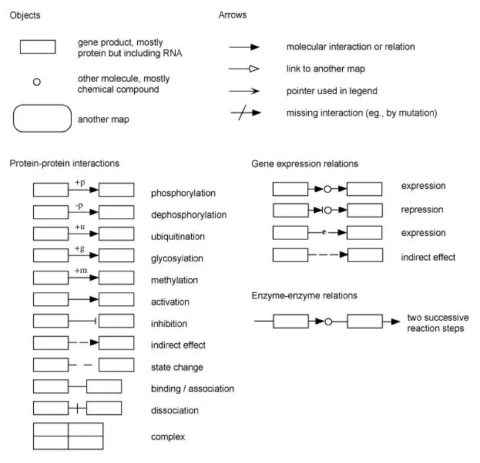 Objects
gene product, mostly
protein but including RNA
other molecule, mostly
chemical compound
another map
Arrows
molecular interaction or relation
link to another map
pointer used in legend
missing interaction (eg., by mutation)
Protein-protein interactions
+p
phosphorylation
-p
dephosphorylation
+u
ubiquitination
+g
glycosylation
+m
methylation
activation
inhibition
indirect effect
state change
binding / association
dissociation
complex
Gene expression relations
expression
repression
e
expression
indirect effect
Enzyme-enzyme relations
two successive
reaction steps